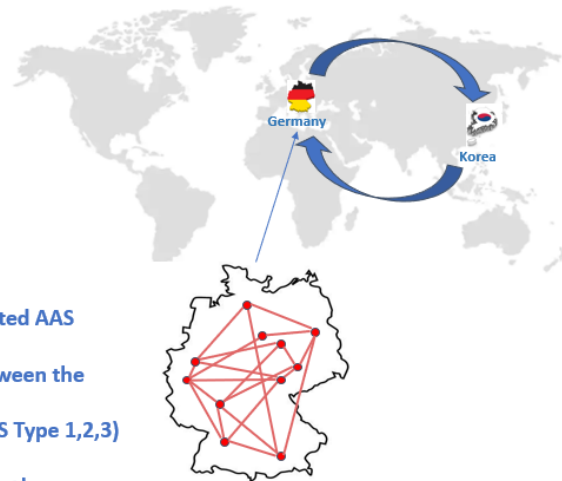 Germany
Korea
ted AAS
ween the
S Type 1,2,3)